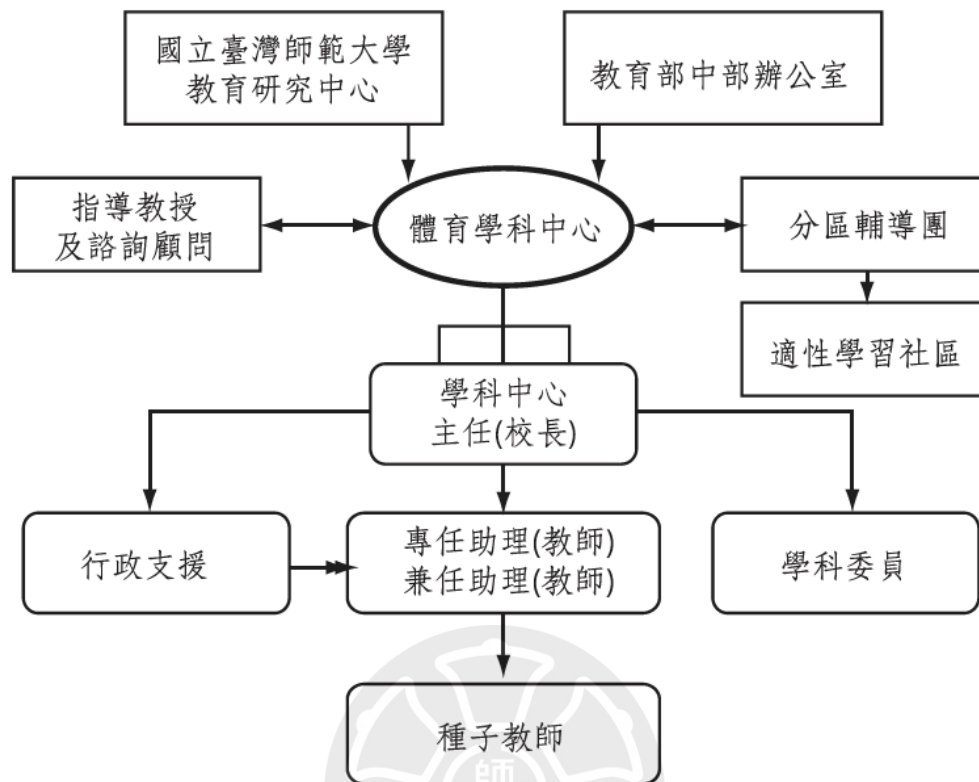 國立臺灣師範大學
教育研究中心
教育部中部辦公室
指導教授
及諮詢顧問
體育學科中心
分區輔導團
適性學習社區
學科中心
主任(校長)
行政支援
專任助理(教師)
兼任助理(教師)
學科委員
種子教師
師